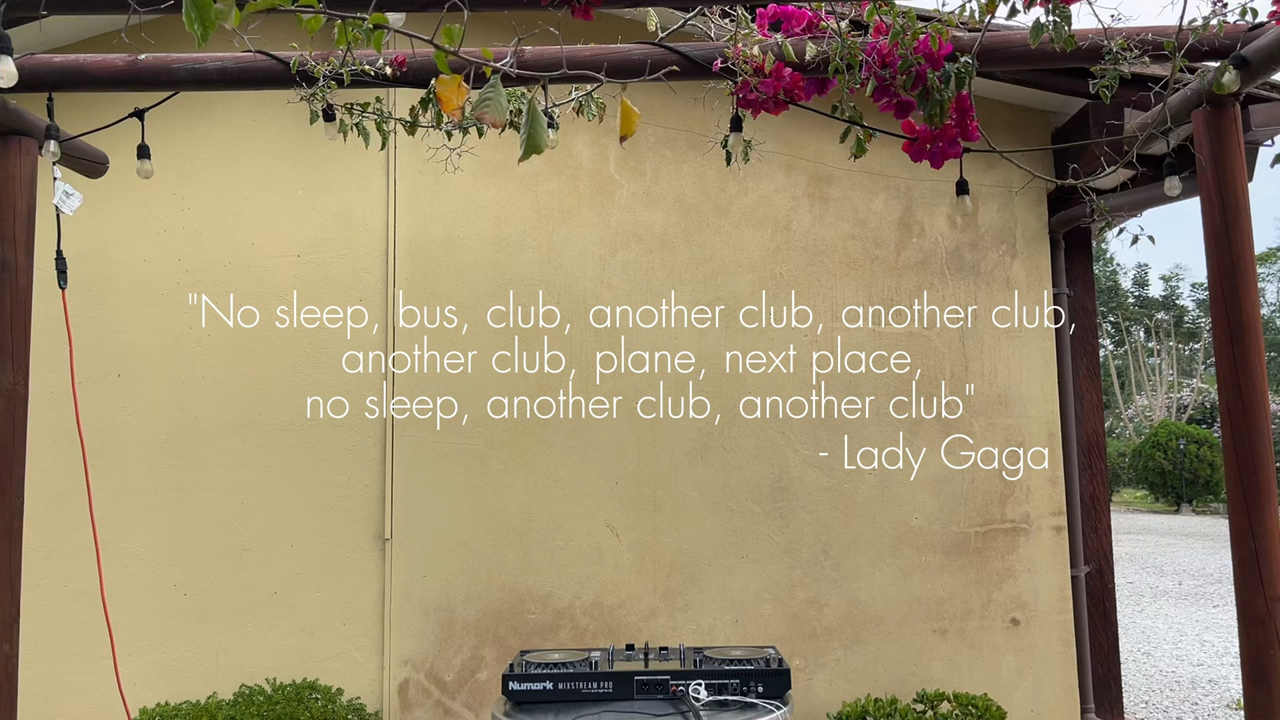 "No sleep, bus, club, another club, another club,
another club, plane, next place,
no sleep, another club, another club"
- Lady Gaga
Numark MIXSTREAM PRO